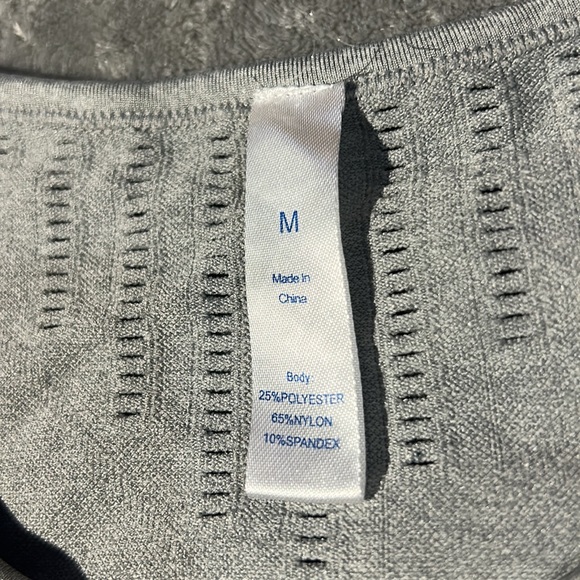 M
Made In
China
Body:
25%POLYESTER
65%NYLON
10%SPANDEX